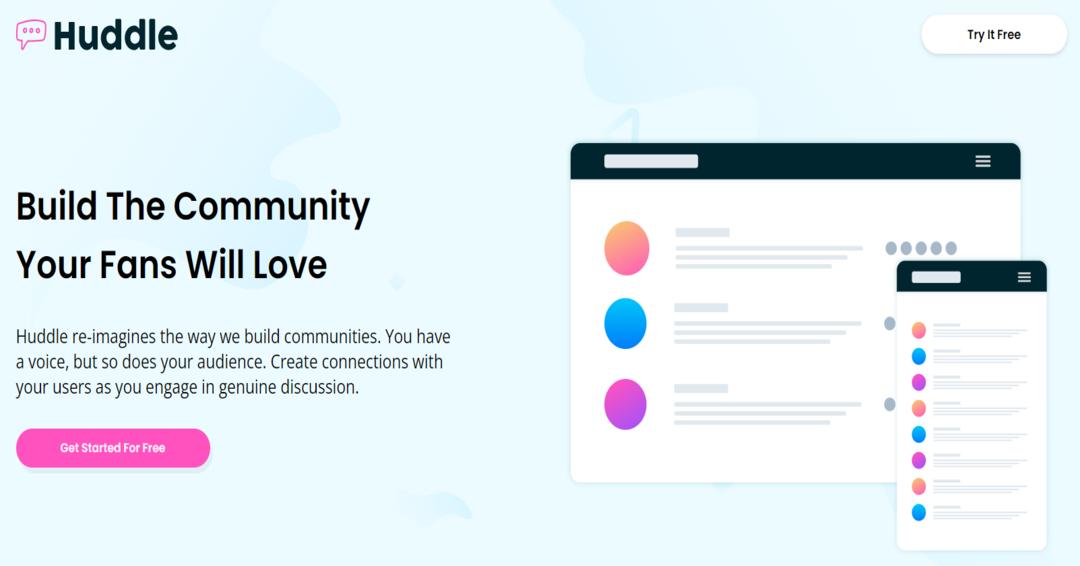 Huddle
Try It Free
Build The Community
Your Fans Will Love
Huddle re-imagines the way we build communities. You have
a voice, but so does your audience. Create connections with
your users as you engage in genuine discussion.
Get Started For Free